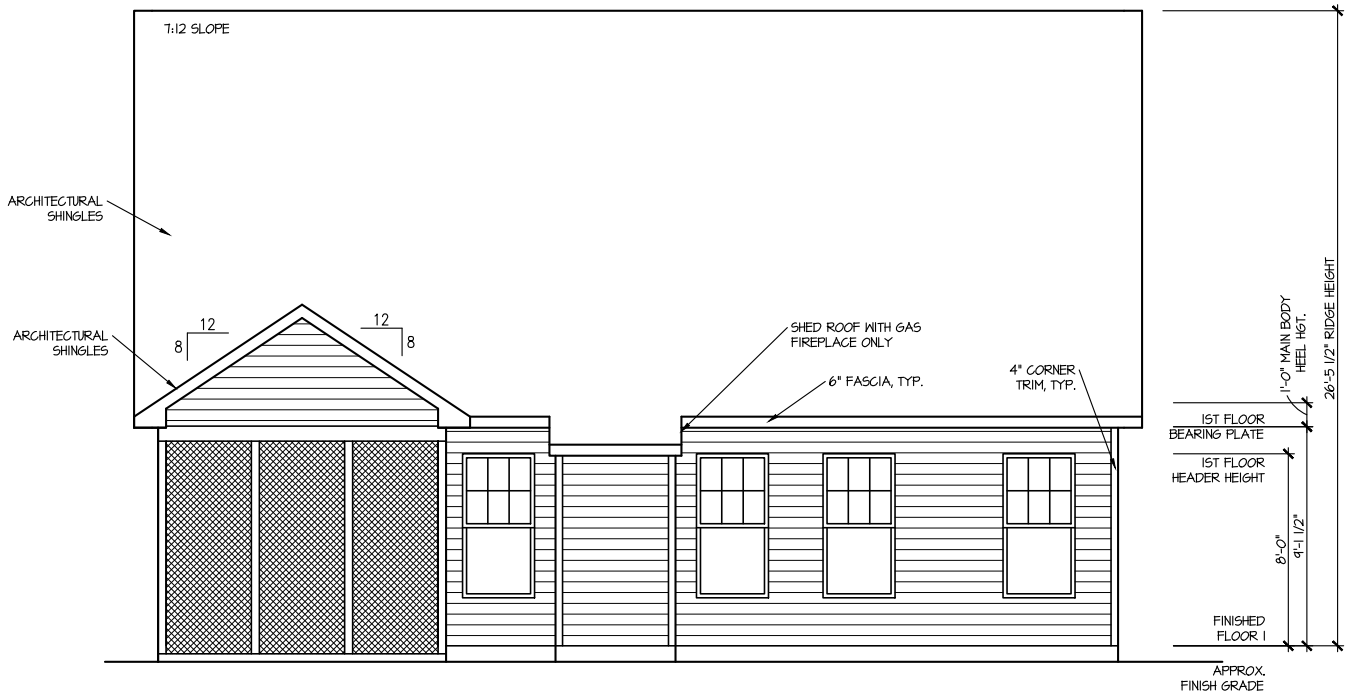 7:12 SLOPE
ARCHITECTURAL
SHINGLES
ARCHITECTURAL
SHINGLES
12
8
12
8
SHED ROOF WITH GAS
FIREPLACE ONLY
6" FASCIA, TYP.
4" CORNER
TRIM, TYP.
1'-0" MAIN BODY
HEEL HGT.
26'-5 1/2" RIDGE HEIGHT
1ST FLOOR
BEARING PLATE
1ST FLOOR
HEADER HEIGHT
8'-0"
9'-1 1/2"
FINISHED
FLOOR 1
APPROX.
FINISH GRADE